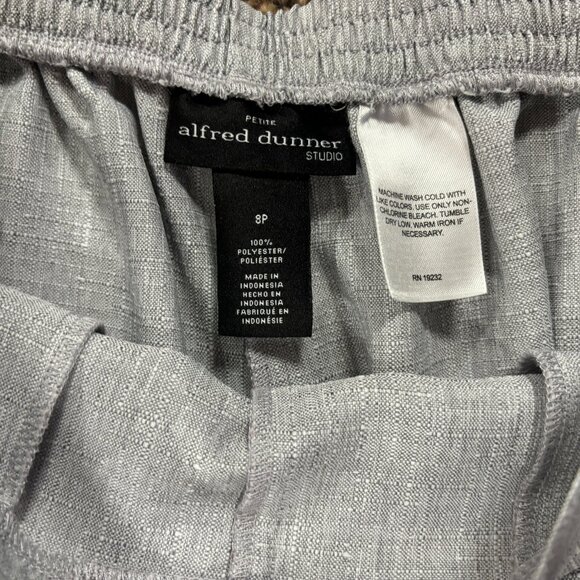 PETITE
alfred dunner
STUDIO
8P
100%
POLYESTER/
POLIÉSTER
MADE IN
INDONESIA
HECHO EN
INDONESIA
FABRIQUÉ EN
INDONÉSIE
MACHINE WASH COLD WITH
LIKE COLORS. USE ONLY NON-
CHLORINE BLEACH. TUMBLE
DRY LOW. WARM IRON IF
NECESSARY.
RN 19232